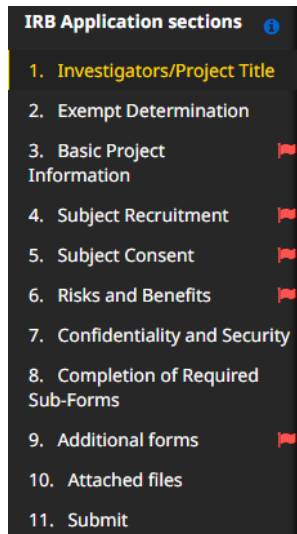 IRB Application sections
1. Investigators/Project Title
2. Exempt Determination
3. Basic Project
Information
4. Subject Recruitment
5. Subject Consent
6. Risks and Benefits
7. Confidentiality and Security
8. Completion of Required
Sub-Forms
9. Additional forms
10. Attached files
11. Submit